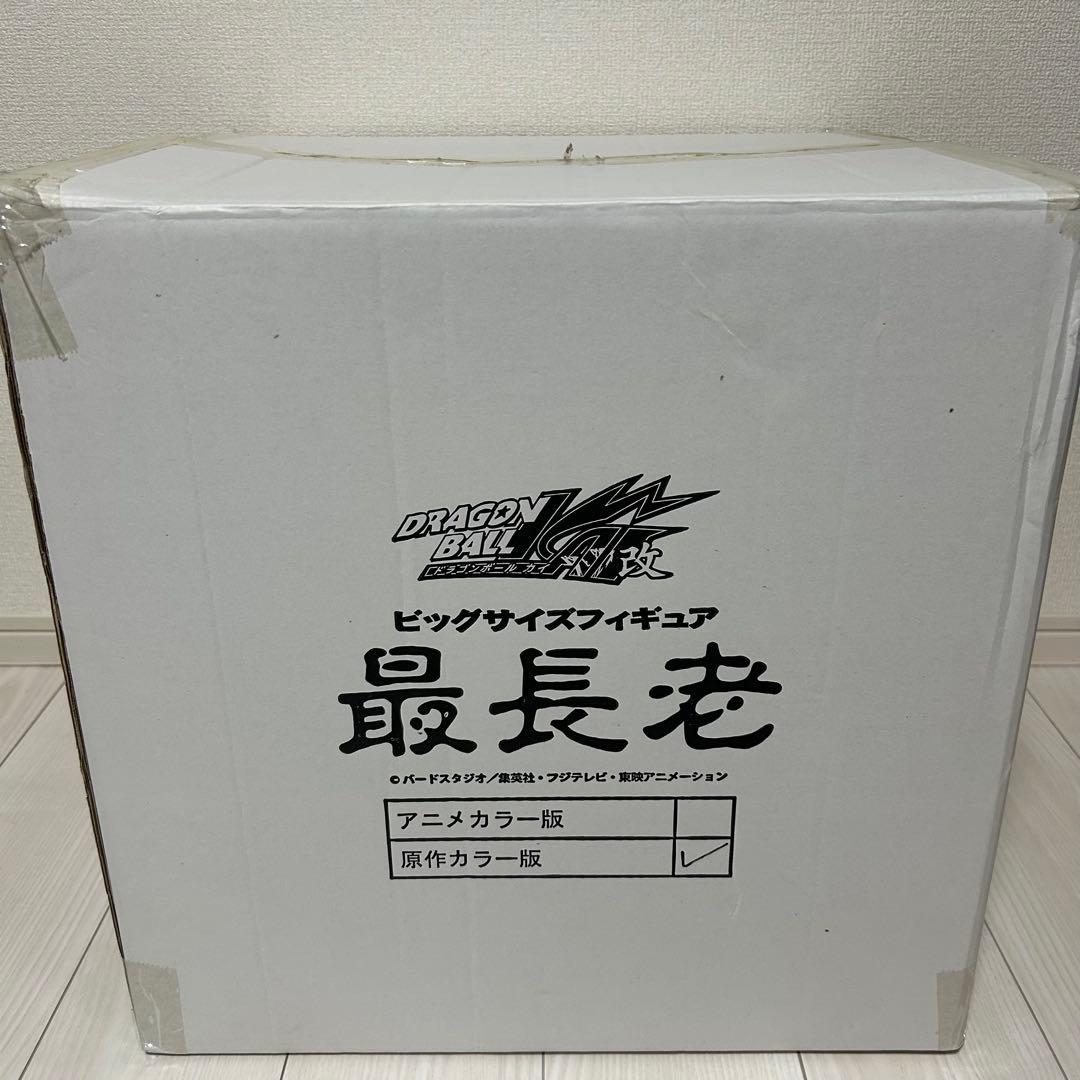 DRAGON
BALL KAI 改
ドラゴンボール カイ
ビッグサイズフィギュア
最長老
©バードスタジオ／集英社・フジテレビ・東映アニメーション
アニメカラー版
原作カラー版 ✓